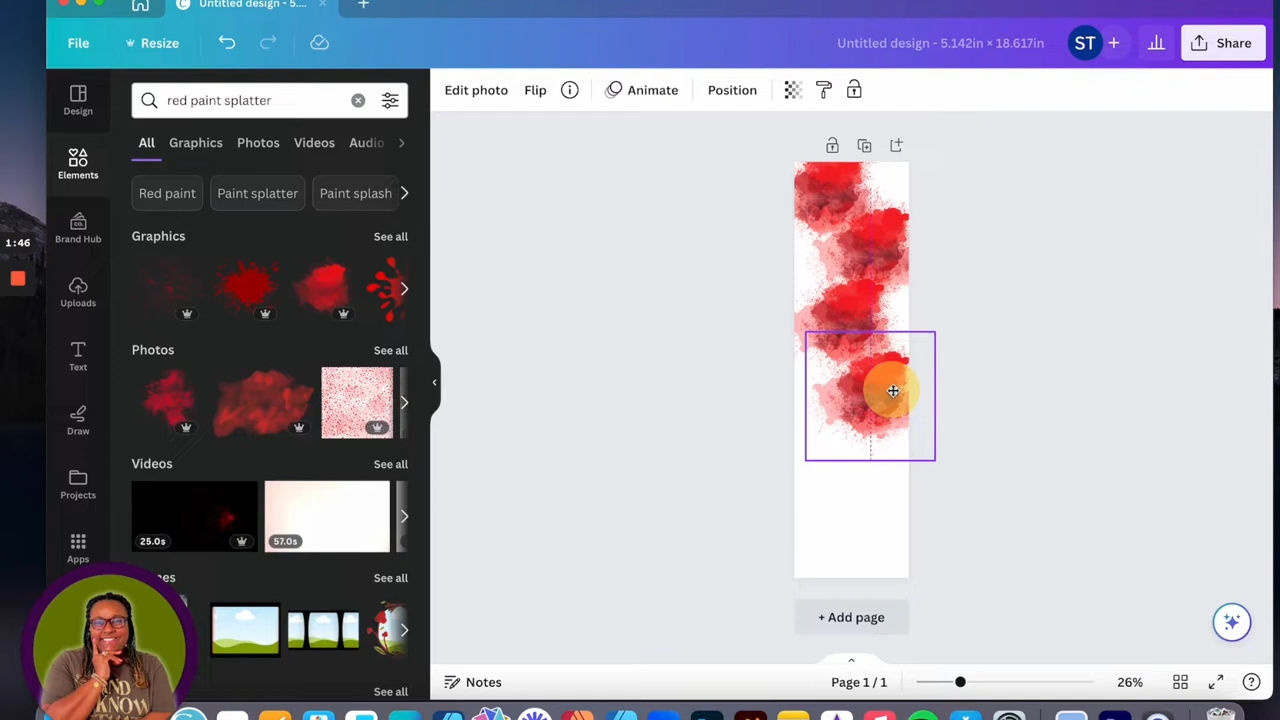 Untitled design - 5....
File
Resize
Untitled design - 5.142in × 18.617in
ST
Share
Design
Elements
Brand Hub
Uploads
Text
Draw
Projects
Apps
1:46
red paint splatter
All
Graphics
Photos
Videos
Audio
Red paint
Paint splatter
Paint splash
Graphics
See all
Photos
See all
Videos
See all
25.0s
57.0s
See all
See all
Edit photo
Flip
Animate
Position
+ Add page
Notes
Page 1 / 1
26%
AND
KNOW